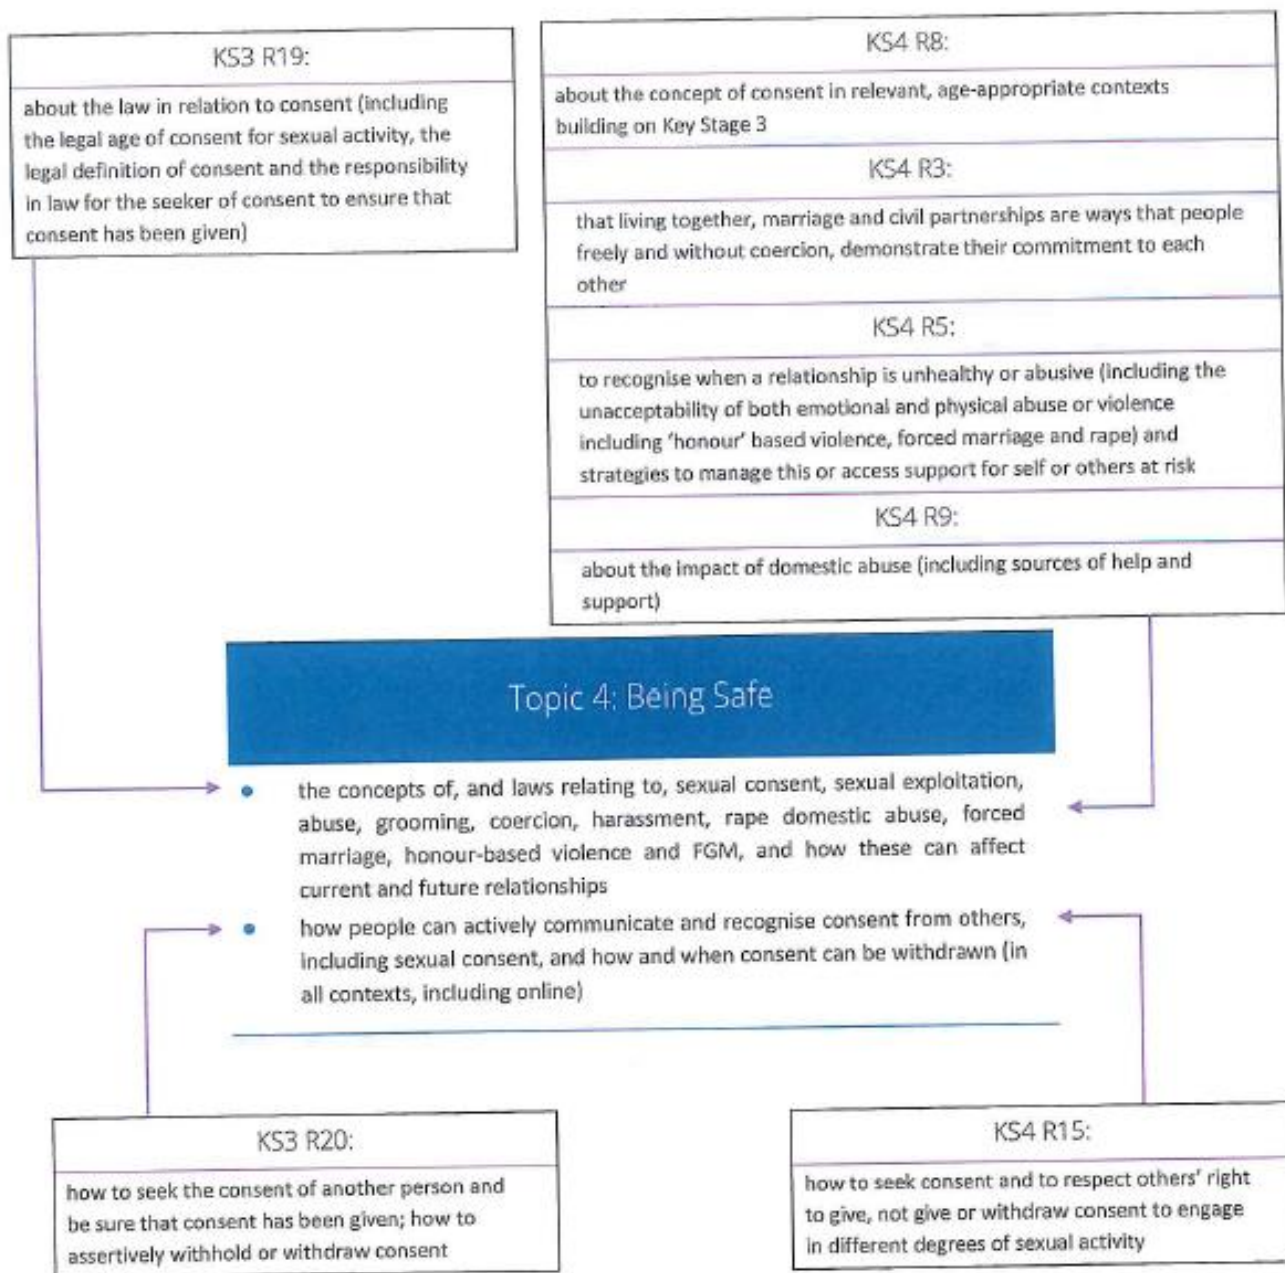 KS3 R19:
about the law in relation to consent (including
the legal age of consent for sexual activity, the
legal definition of consent and the responsibility
in law for the seeker of consent to ensure that
consent has been given)
KS4 R8:
about the concept of consent in relevant, age-appropriate contexts
building on Key Stage 3
KS4 R3:
that living together, marriage and civil partnerships are ways that people
freely and without coercion, demonstrate their commitment to each
other
KS4 R5:
to recognise when a relationship is unhealthy or abusive (including the
unacceptability of both emotional and physical abuse or violence
including ‘honour’ based violence, forced marriage and rape) and
strategies to manage this or access support for self or others at risk
KS4 R9:
about the impact of domestic abuse (including sources of help and
support)
Topic 4: Being Safe
• the concepts of, and laws relating to, sexual consent, sexual exploitation,
abuse, grooming, coercion, harassment, rape domestic abuse, forced
marriage, honour-based violence and FGM, and how these can affect
current and future relationships
• how people can actively communicate and recognise consent from others,
including sexual consent, and how and when consent can be withdrawn (in
all contexts, including online)
KS3 R20:
how to seek the consent of another person and
be sure that consent has been given; how to
assertively withhold or withdraw consent
KS4 R15:
how to seek consent and to respect others’ right
to give, not give or withdraw consent to engage
in different degrees of sexual activity